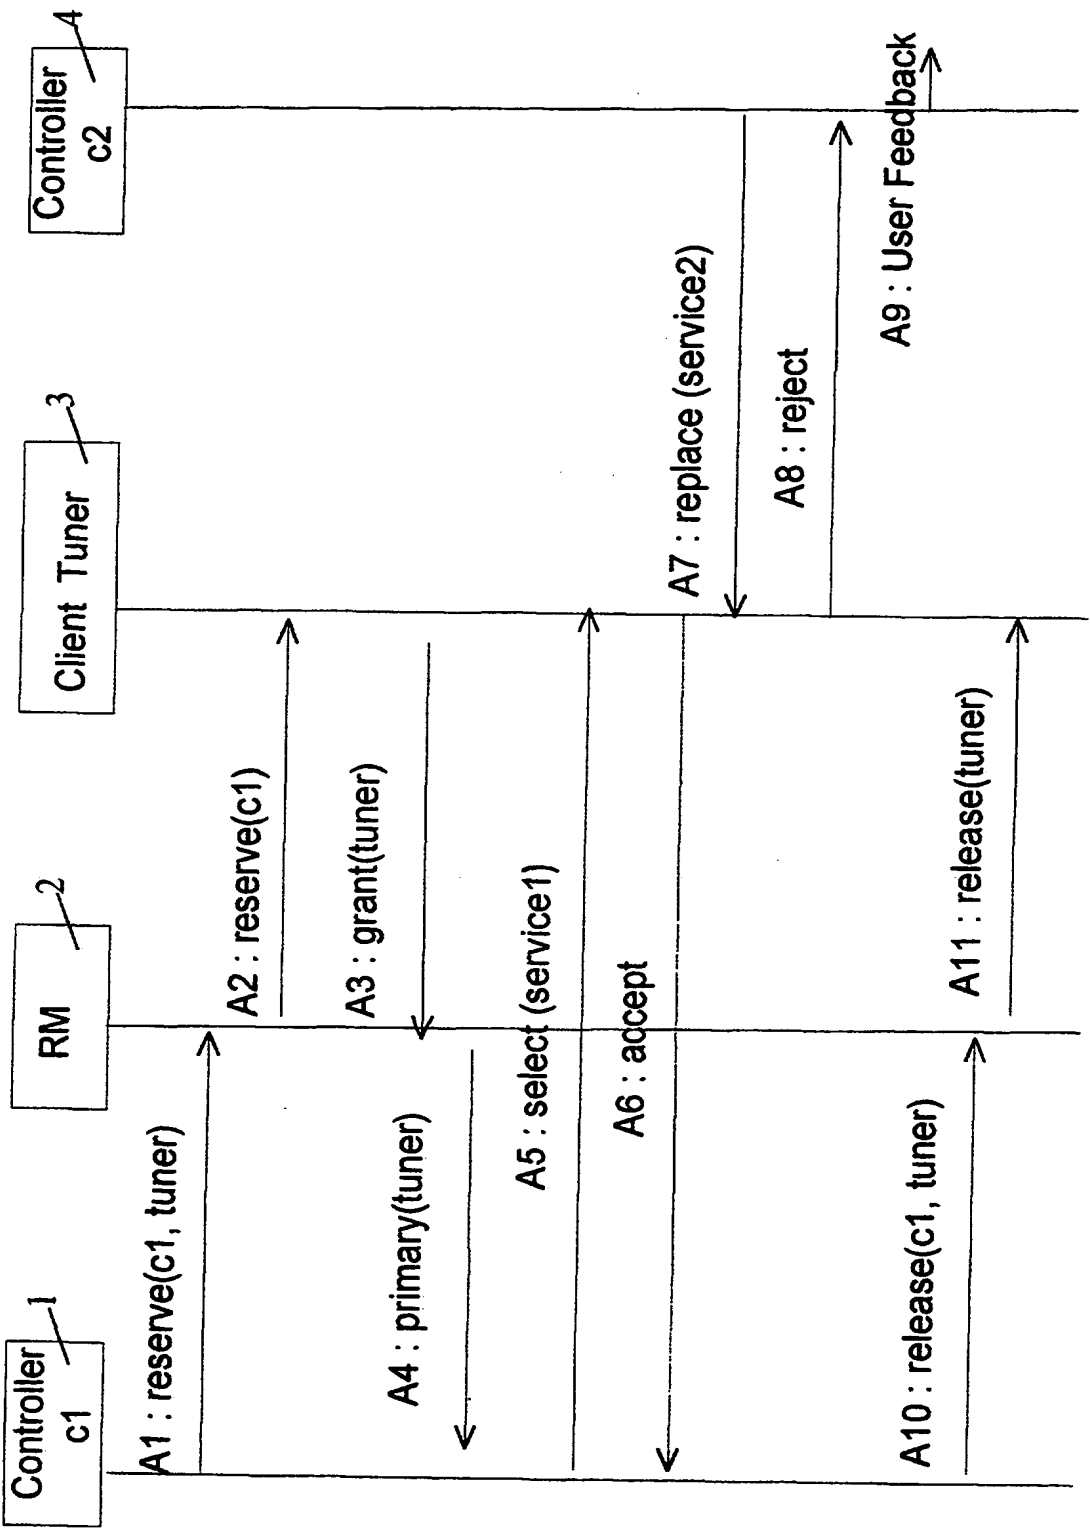 Controller
c1
1
RM
2
Client Tuner
3
Controller
c2
4
A1 : reserve(c1, tuner)
A2 : reserve(c1)
A3 : grant(tuner)
A4 : primary(tuner)
A5 : select (service1)
A6 : accept
A7 : replace (service2)
A8 : reject
A9 : User Feedback
A10 : release(c1, tuner)
A11 : release(tuner)